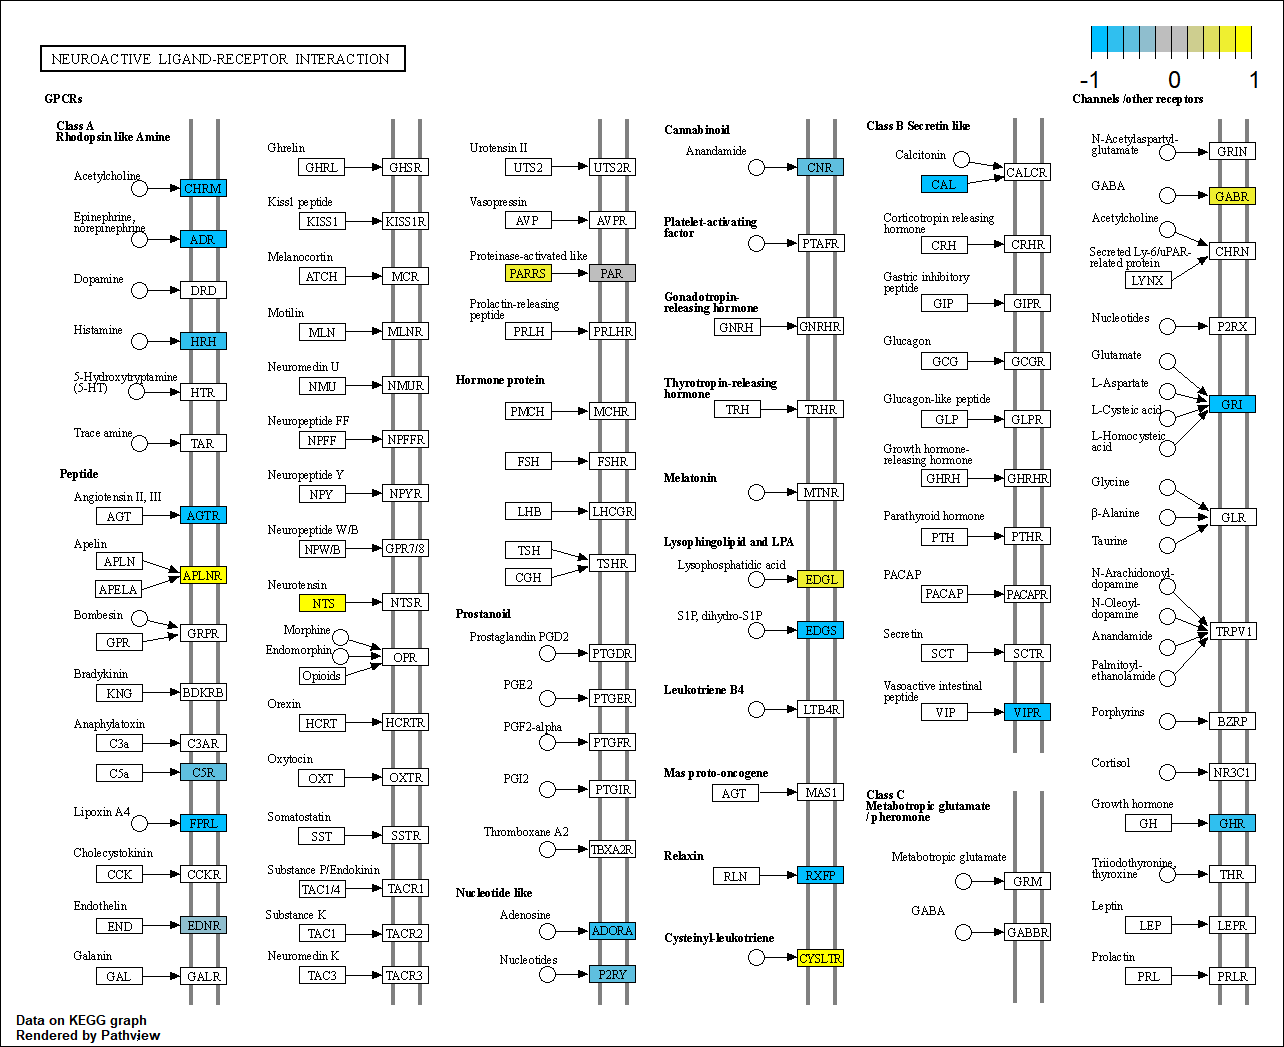 NEUROACTIVE LIGAND-RECEPTOR INTERACTION
-1 0 1
GPCRs
Class A
Rhodopsin like Amine
Acetylcholine
CHRM
Epinephrine,
norepinephrine
ADR
Dopamine
DRD
Histamine
HRH
5-Hydroxytryptamine
(5-HT)
HTR
Trace amine
TAR
Peptide
Angiotensin II, III
AGT AGTR
Apelin
APLN
APLNR
APELA
Bombesin
GRPR
GPR
Bradykinin
KNG BDKRB
Anaphylatoxin
C3a C3AR
C5a C5R
Lipoxin A4
FPRL
Cholecystokinin
CCK CCKR
Endothelin
END EDNR
Galanin
GAL GALR
Ghrelin
GHRL GHSR
Kiss1 peptide
KISS1 KISS1R
Melanocortin
ATCH MCR
Motilin
MLN MLNR
Neuromedin U
NMU NMUR
Neuropeptide FF
NPFF NPFFR
Neuropeptide Y
NPY NPYR
Neuropeptide W/B
NPW/B GPR7/8
Neurotensin
NTS NTSR
Morphine
Endomorphin
OPR
Opioids
Orexin
HCRT HCRTR
Oxytocin
OXT OXTR
Somatostatin
SST SSTR
Substance P/Endokinin
TAC1/4 TACR1
Substance K
TAC1 TACR2
Neuromedin K
TAC3 TACR3
Urotensin II
UTS2 UTS2R
Vasopressin
AVP AVPR
Proteinase-activated like
PARRS PAR
Prolactin-releasing
peptide
PRLH PRLHR
Hormone protein
PMCH MCHR
FSH FSHR
LHB LHCGR
TSH
TSHR
CGH
Prostanoid
Prostaglandin PGD2
PTGDR
PGE2
PTGER
PGF2-alpha
PTGFR
PGI2
PTGIR
Thromboxane A2
TBXA2R
Nucleotide like
Adenosine
ADORA
Nucleotides
P2RY
Cannabinoid
Anandamide
CNR
Platelet-activating
factor
PTAFR
Gonadotropin-
releasing hormone
GNRH GNRHR
Thyrotropin-releasing
hormone
TRH TRHR
Melatonin
MTNR
Lysophingolipid and LPA
Lysophosphatidic acid
EDGL
S1P, dihydro-S1P
EDGS
Leukotriene B4
LTB4R
Mas proto-oncogene
AGT MAS1
Relaxin
RLN RXFP
Cysteinyl-leukotriene
CYSLTR
Class B Secretin like
Calcitonin
CALCR
CAL
Corticotropin releasing
hormone
CRH CRHR
Gastric inhibitory
peptide
GIP GIPR
Glucagon
GCG GCGR
Glucagon-like peptide
GLP GLPR
Growth hormone-
releasing hormone
GHRH GHRHR
Parathyroid hormone
PTH PTHR
PACAP
PACAP PACAPR
Secretin
SCT SCTR
Vasoactive intestinal
peptide
VIP VIPR
Class C
Metabotropic glutamate
/ pheromone
Metabotropic glutamate
GRM
GABA
GABBR
Channels /other receptors
N-Acetylaspartyl-
glutamate
GRIN
GABA
GABR
Acetylcholine
CHRN
Secreted Ly-6/uPAR-
related protein
LYNX
Nucleotides
P2RX
Glutamate
L-Aspartate
GRI
L-Cysteic acid
L-Homocysteic
acid
Glycine
β-Alanine
GLR
Taurine
N-Arachidonoyl-
dopamine
N-Oleoyl-
dopamine
TRPV1
Anandamide
Palmitoyl-
ethanolamide
Porphyrins
BZRP
Cortisol
NR3C1
Growth hormone
GH GHR
Triiodothyronine,
thyroxine
THR
Leptin
LEP LEPR
Prolactin
PRL PRLR
Data on KEGG graph
Rendered by Pathview